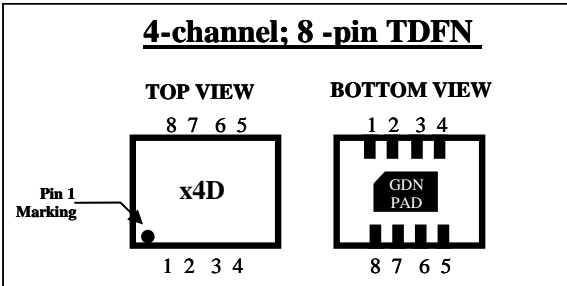 4-channel; 8 -pin TDFN
TOP VIEW
8 7 6 5
x4D
Pin 1
Marking
1 2 3 4
BOTTOM VIEW
1 2 3 4
GDN
PAD
8 7 6 5